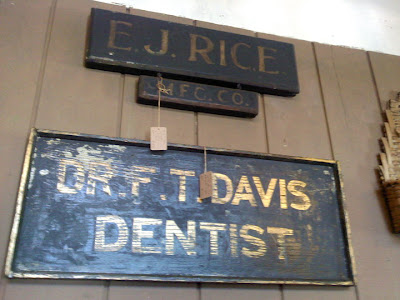 E.J. RICE.
MFG. CO.
DR. F. T. DAVIS
DENTIST